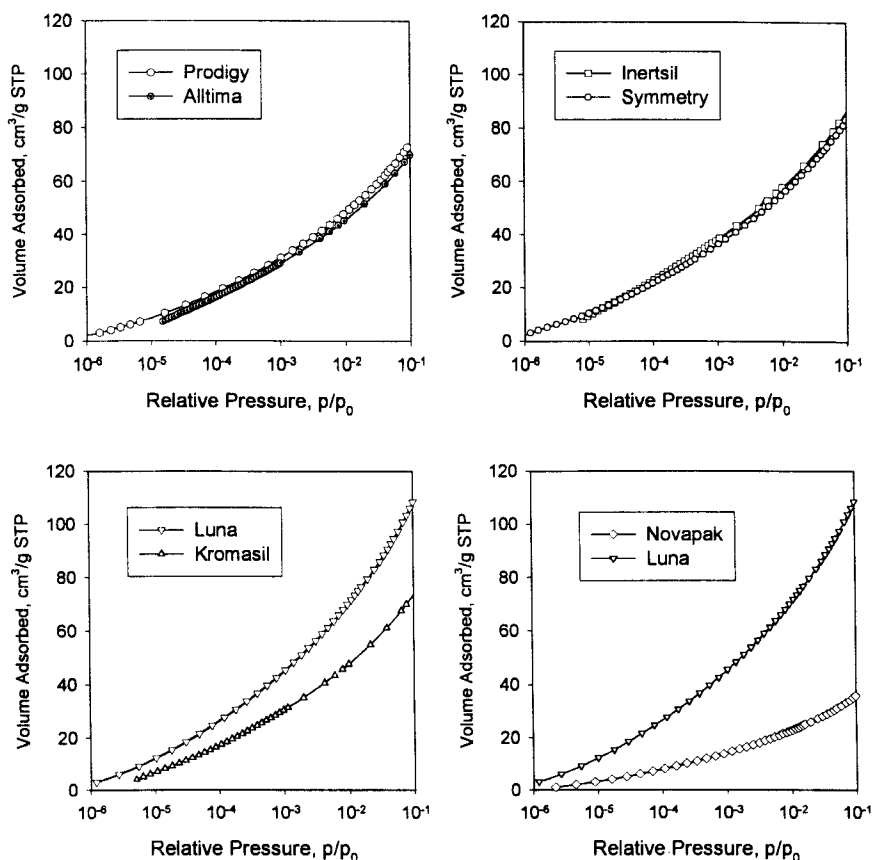 120
100
80
60
40
20
0
Volume Adsorbed, cm³/g STP
Prodigy
Alltima
10⁻⁶ 10⁻⁵ 10⁻⁴ 10⁻³ 10⁻² 10⁻¹
Relative Pressure, p/p₀
120
100
80
60
40
20
0
Volume Adsorbed, cm³/g STP
Inertsil
Symmetry
10⁻⁶ 10⁻⁵ 10⁻⁴ 10⁻³ 10⁻² 10⁻¹
Relative Pressure, p/p₀
120
100
80
60
40
20
0
Volume Adsorbed, cm³/g STP
Luna
Kromasil
10⁻⁶ 10⁻⁵ 10⁻⁴ 10⁻³ 10⁻² 10⁻¹
Relative Pressure, p/p₀
120
100
80
60
40
20
0
Volume Adsorbed, cm³/g STP
Novapak
Luna
10⁻⁶ 10⁻⁵ 10⁻⁴ 10⁻³ 10⁻² 10⁻¹
Relative Pressure, p/p₀